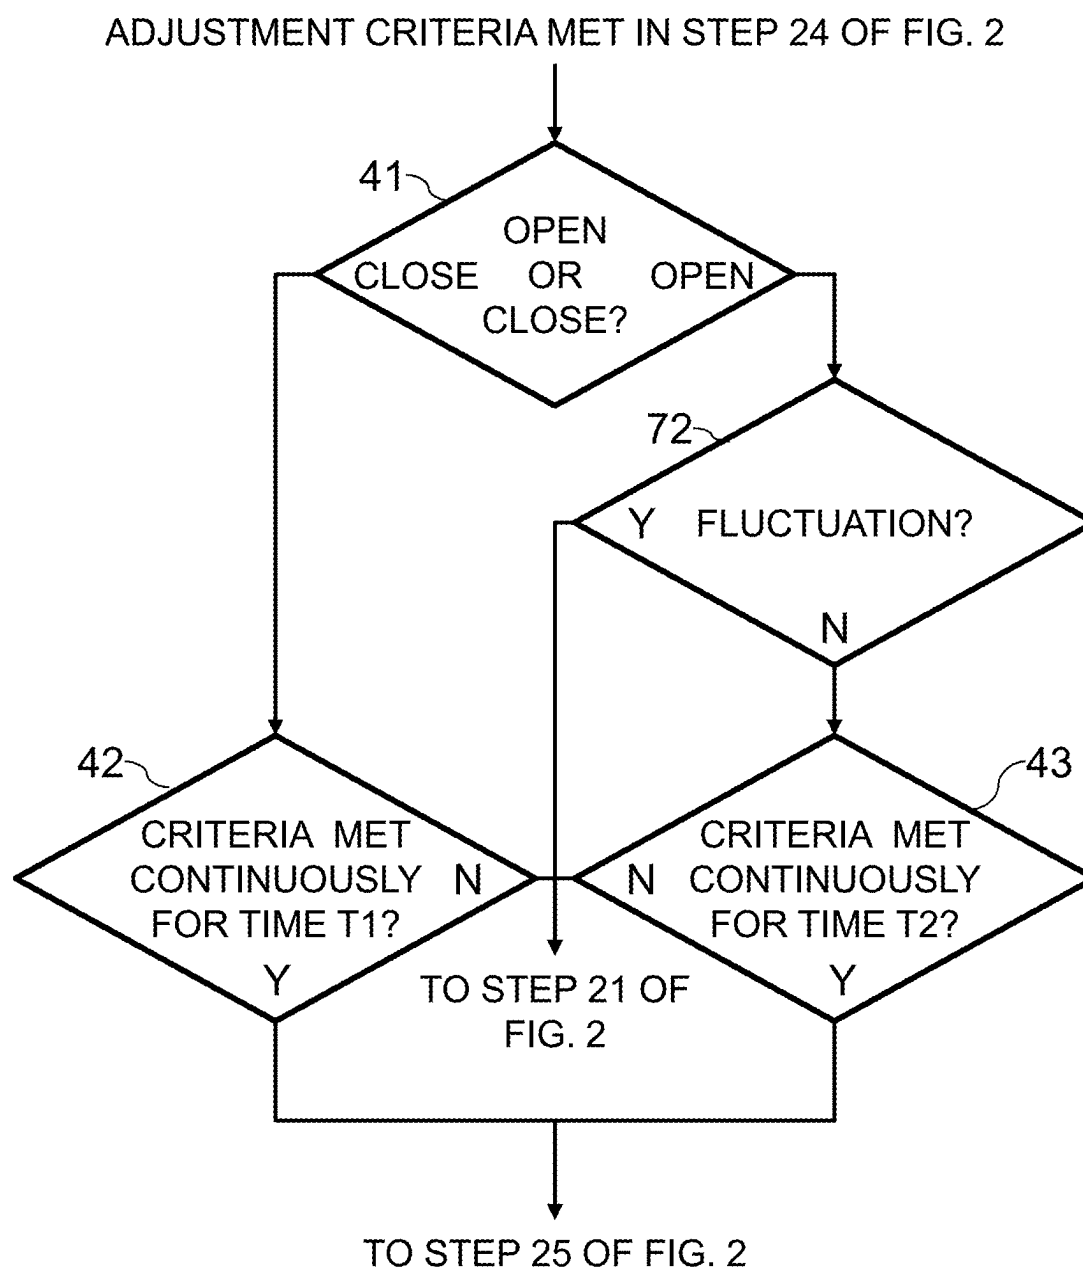 ADJUSTMENT CRITERIA MET IN STEP 24 OF FIG. 2
41
OPEN
CLOSE OR OPEN
CLOSE?
72
Y FLUCTUATION?
N
42
CRITERIA MET
CONTINUOUSLY N
FOR TIME T1?
Y
43
CRITERIA MET
N CONTINUOUSLY
FOR TIME T2?
Y
TO STEP 21 OF
FIG. 2
TO STEP 25 OF FIG. 2